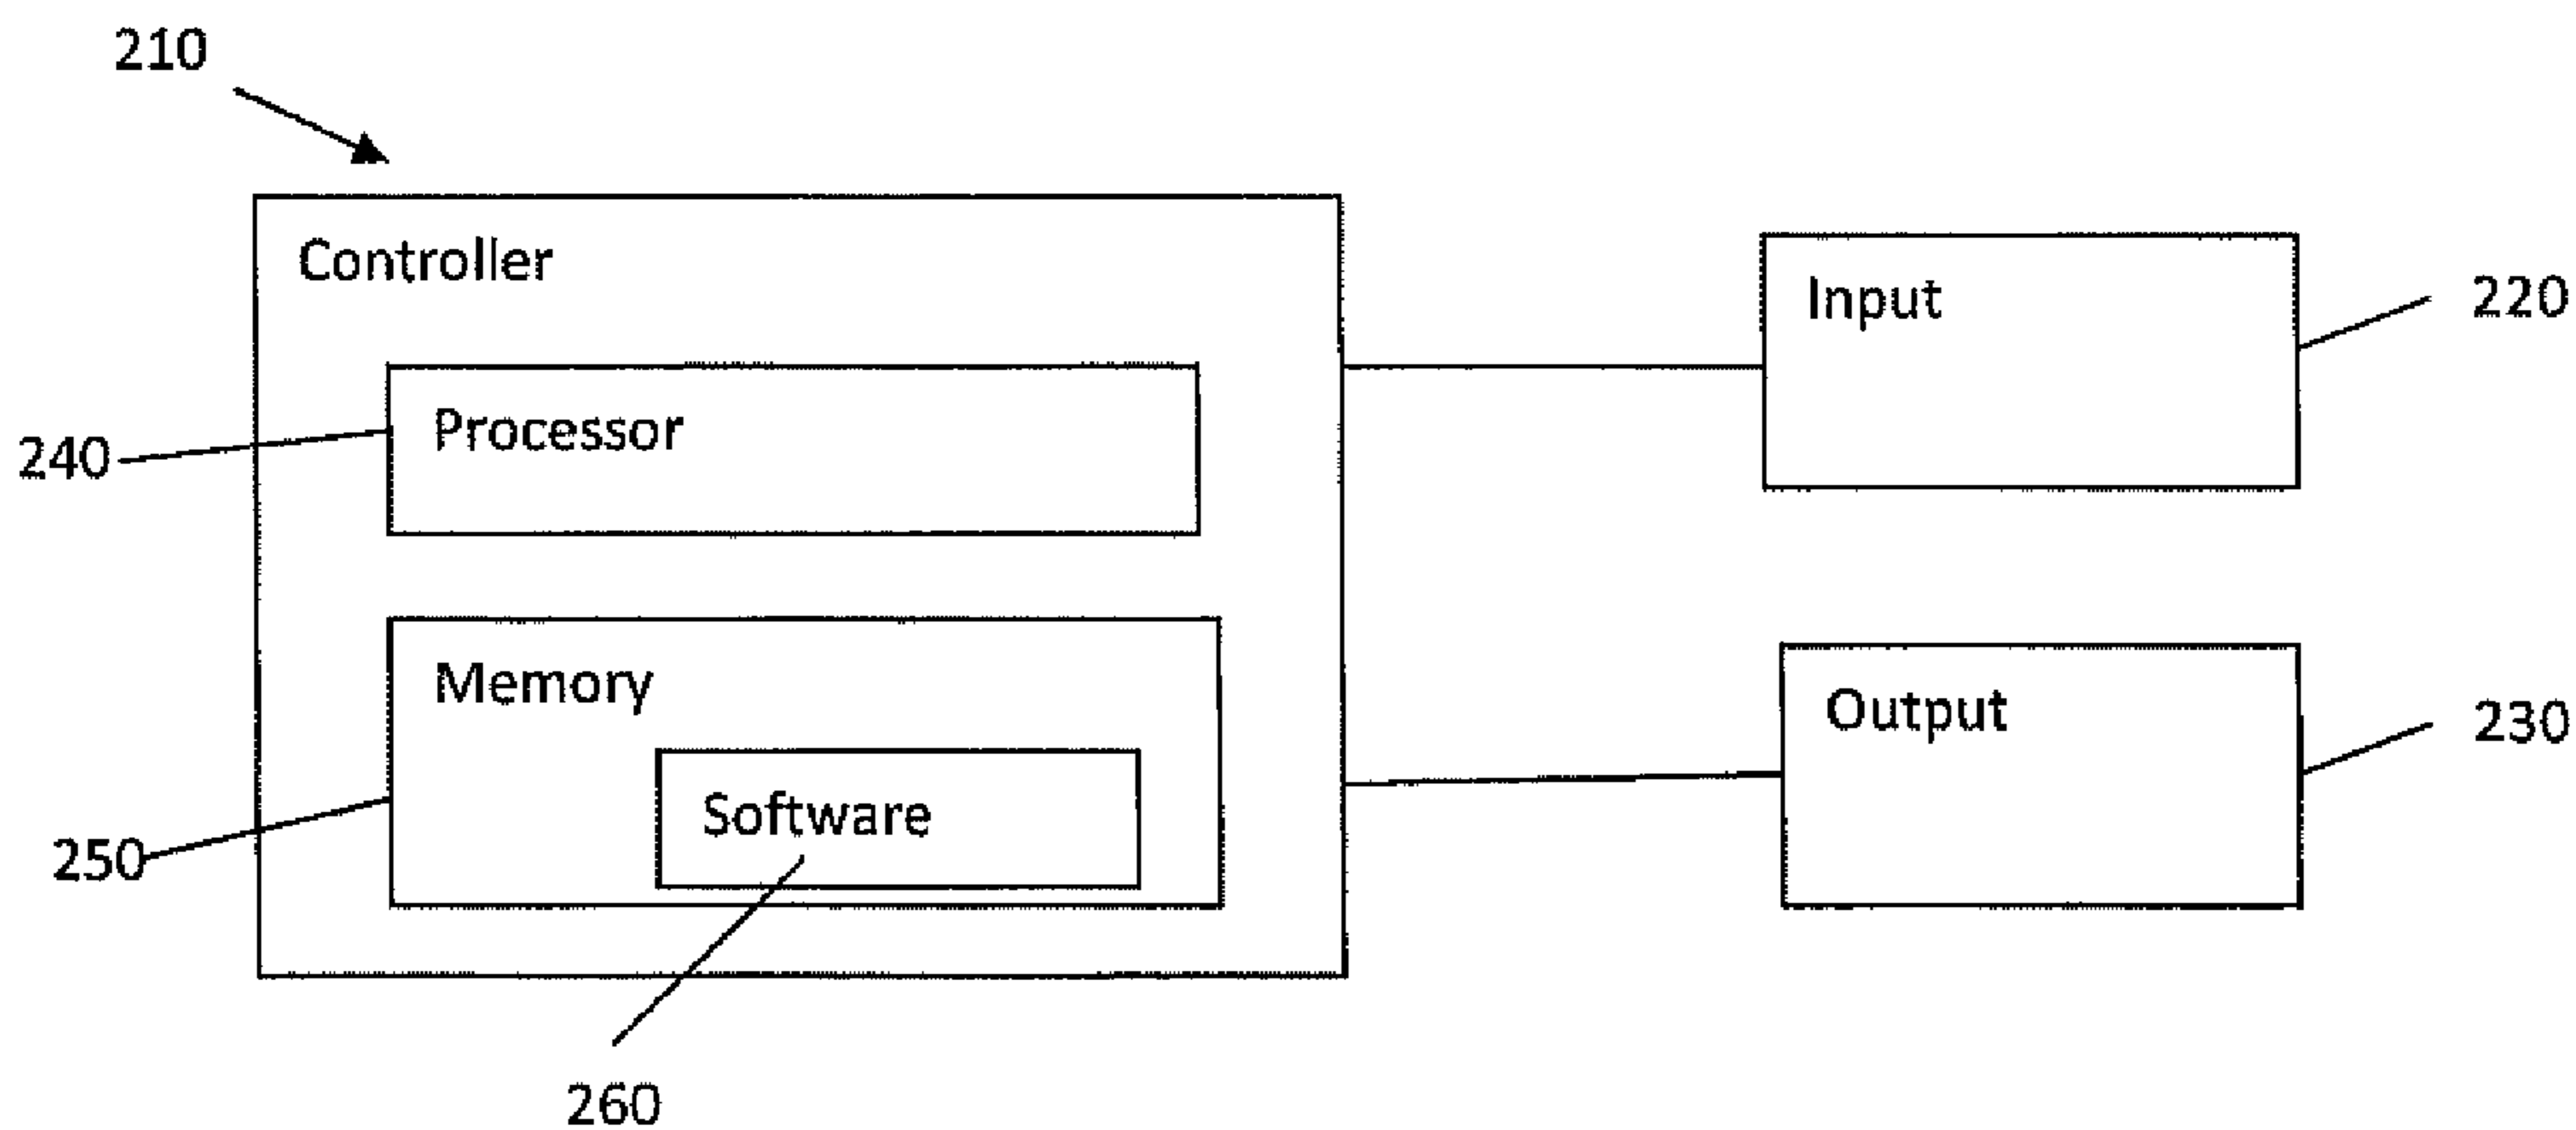 210
Controller
Input
220
Processor
240
Memory
Output
230
Software
250
260